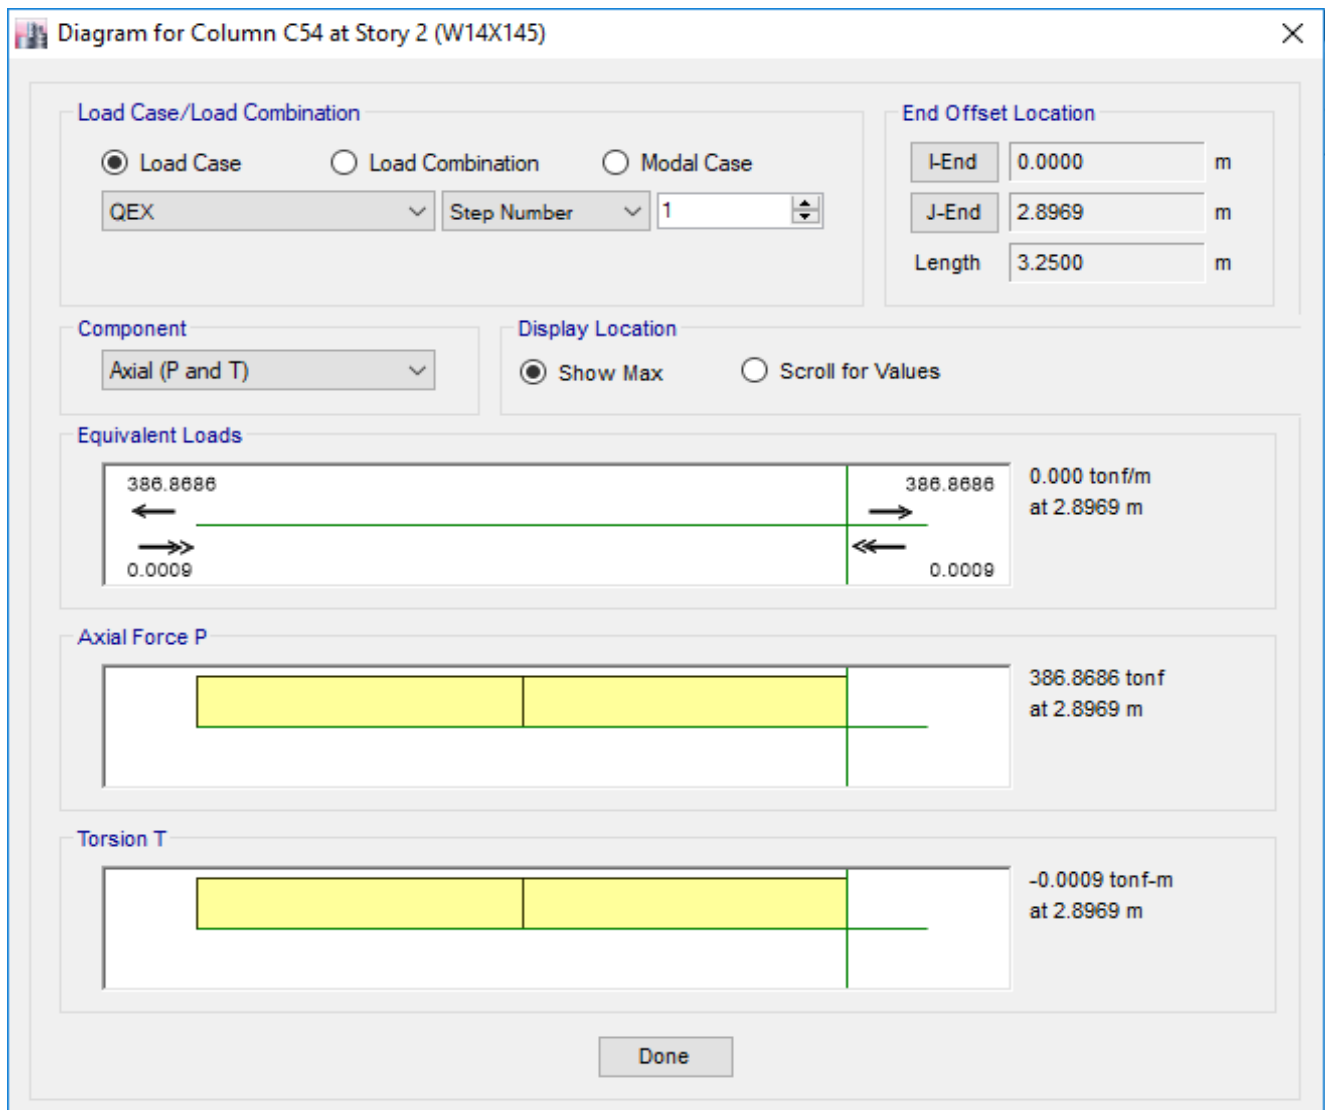 Diagram for Column C54 at Story 2 (W14X145)
Load Case/Load Combination
Load Case
Load Combination
Modal Case
QEX
Step Number
1
End Offset Location
I-End
0.0000
m
J-End
2.8969
m
Length
3.2500
m
Component
Axial (P and T)
Display Location
Show Max
Scroll for Values
Equivalent Loads
386.8686
386.8686
0.0009
0.0009
0.000 tonf/m
at 2.8969 m
Axial Force P
386.8686 tonf
at 2.8969 m
Torsion T
-0.0009 tonf-m
at 2.8969 m
Done